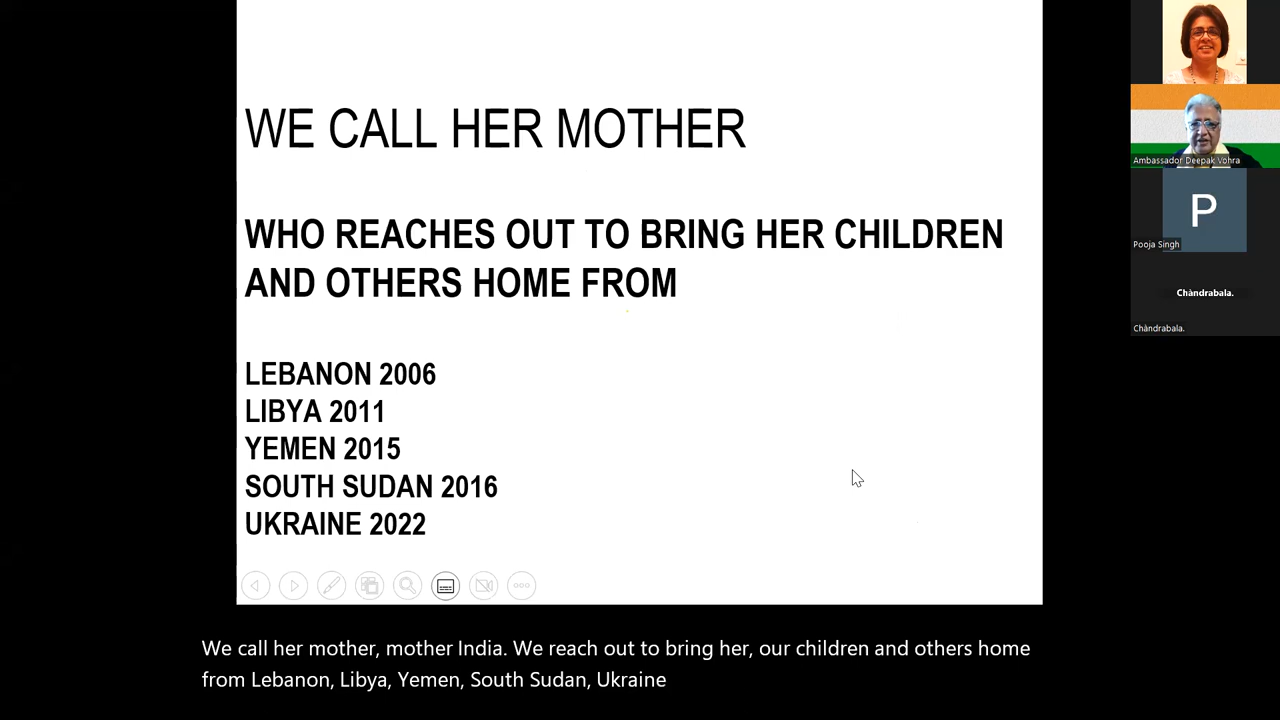 WE CALL HER MOTHER
WHO REACHES OUT TO BRING HER CHILDREN
AND OTHERS HOME FROM
LEBANON 2006
LIBYA 2011
YEMEN 2015
SOUTH SUDAN 2016
UKRAINE 2022
We call her mother, mother India. We reach out to bring her, our children and others home
from Lebanon, Libya, Yemen, South Sudan, Ukraine
Ambassador Deepak Vohra
P
Pooja Singh
Chàndrabala.
Chàndrabala.